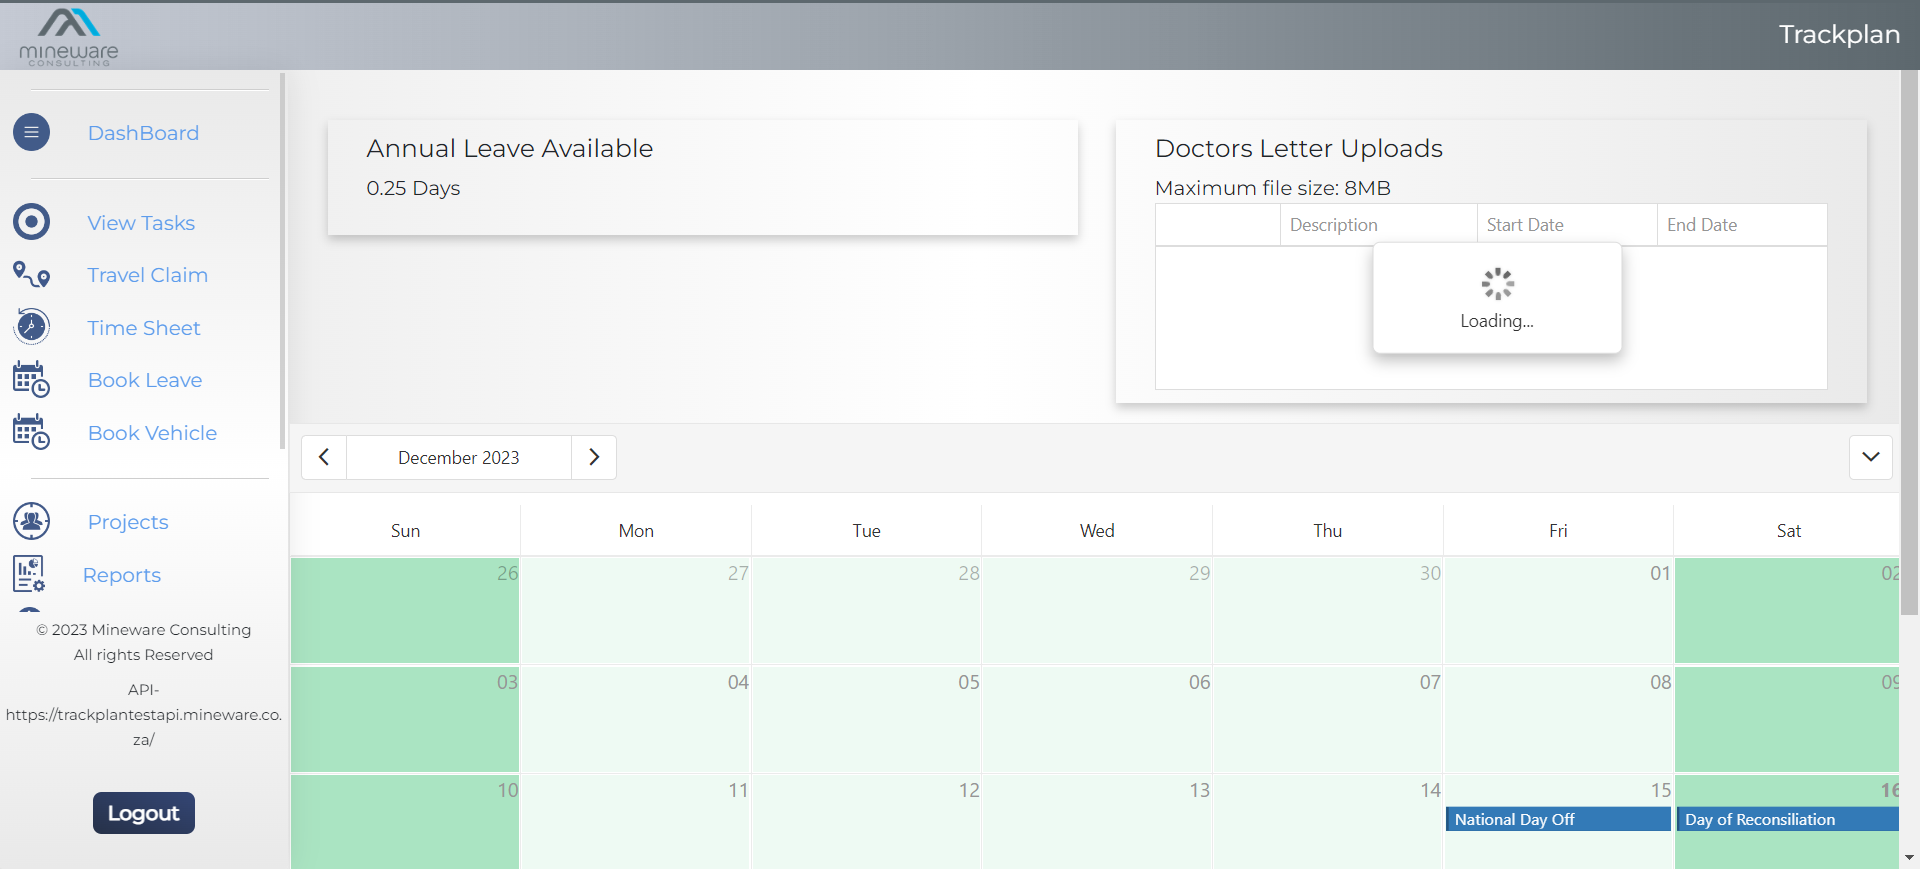 mineware
CONSULTING
Trackplan
DashBoard
View Tasks
Travel Claim
Time Sheet
Book Leave
Book Vehicle
Projects
Reports
© 2023 Mineware Consulting
All rights Reserved
API-
https://trackplantestapi.mineware.co.
za/
Logout
Annual Leave Available
0.25 Days
Doctors Letter Uploads
Maximum file size: 8MB
Description Start Date End Date
Loading...
December 2023
Sun Mon Tue Wed Thu Fri Sat
26 27 28 29 30 01 02
03 04 05 06 07 08 09
10 11 12 13 14 15 16
National Day Off Day of Reconsiliation